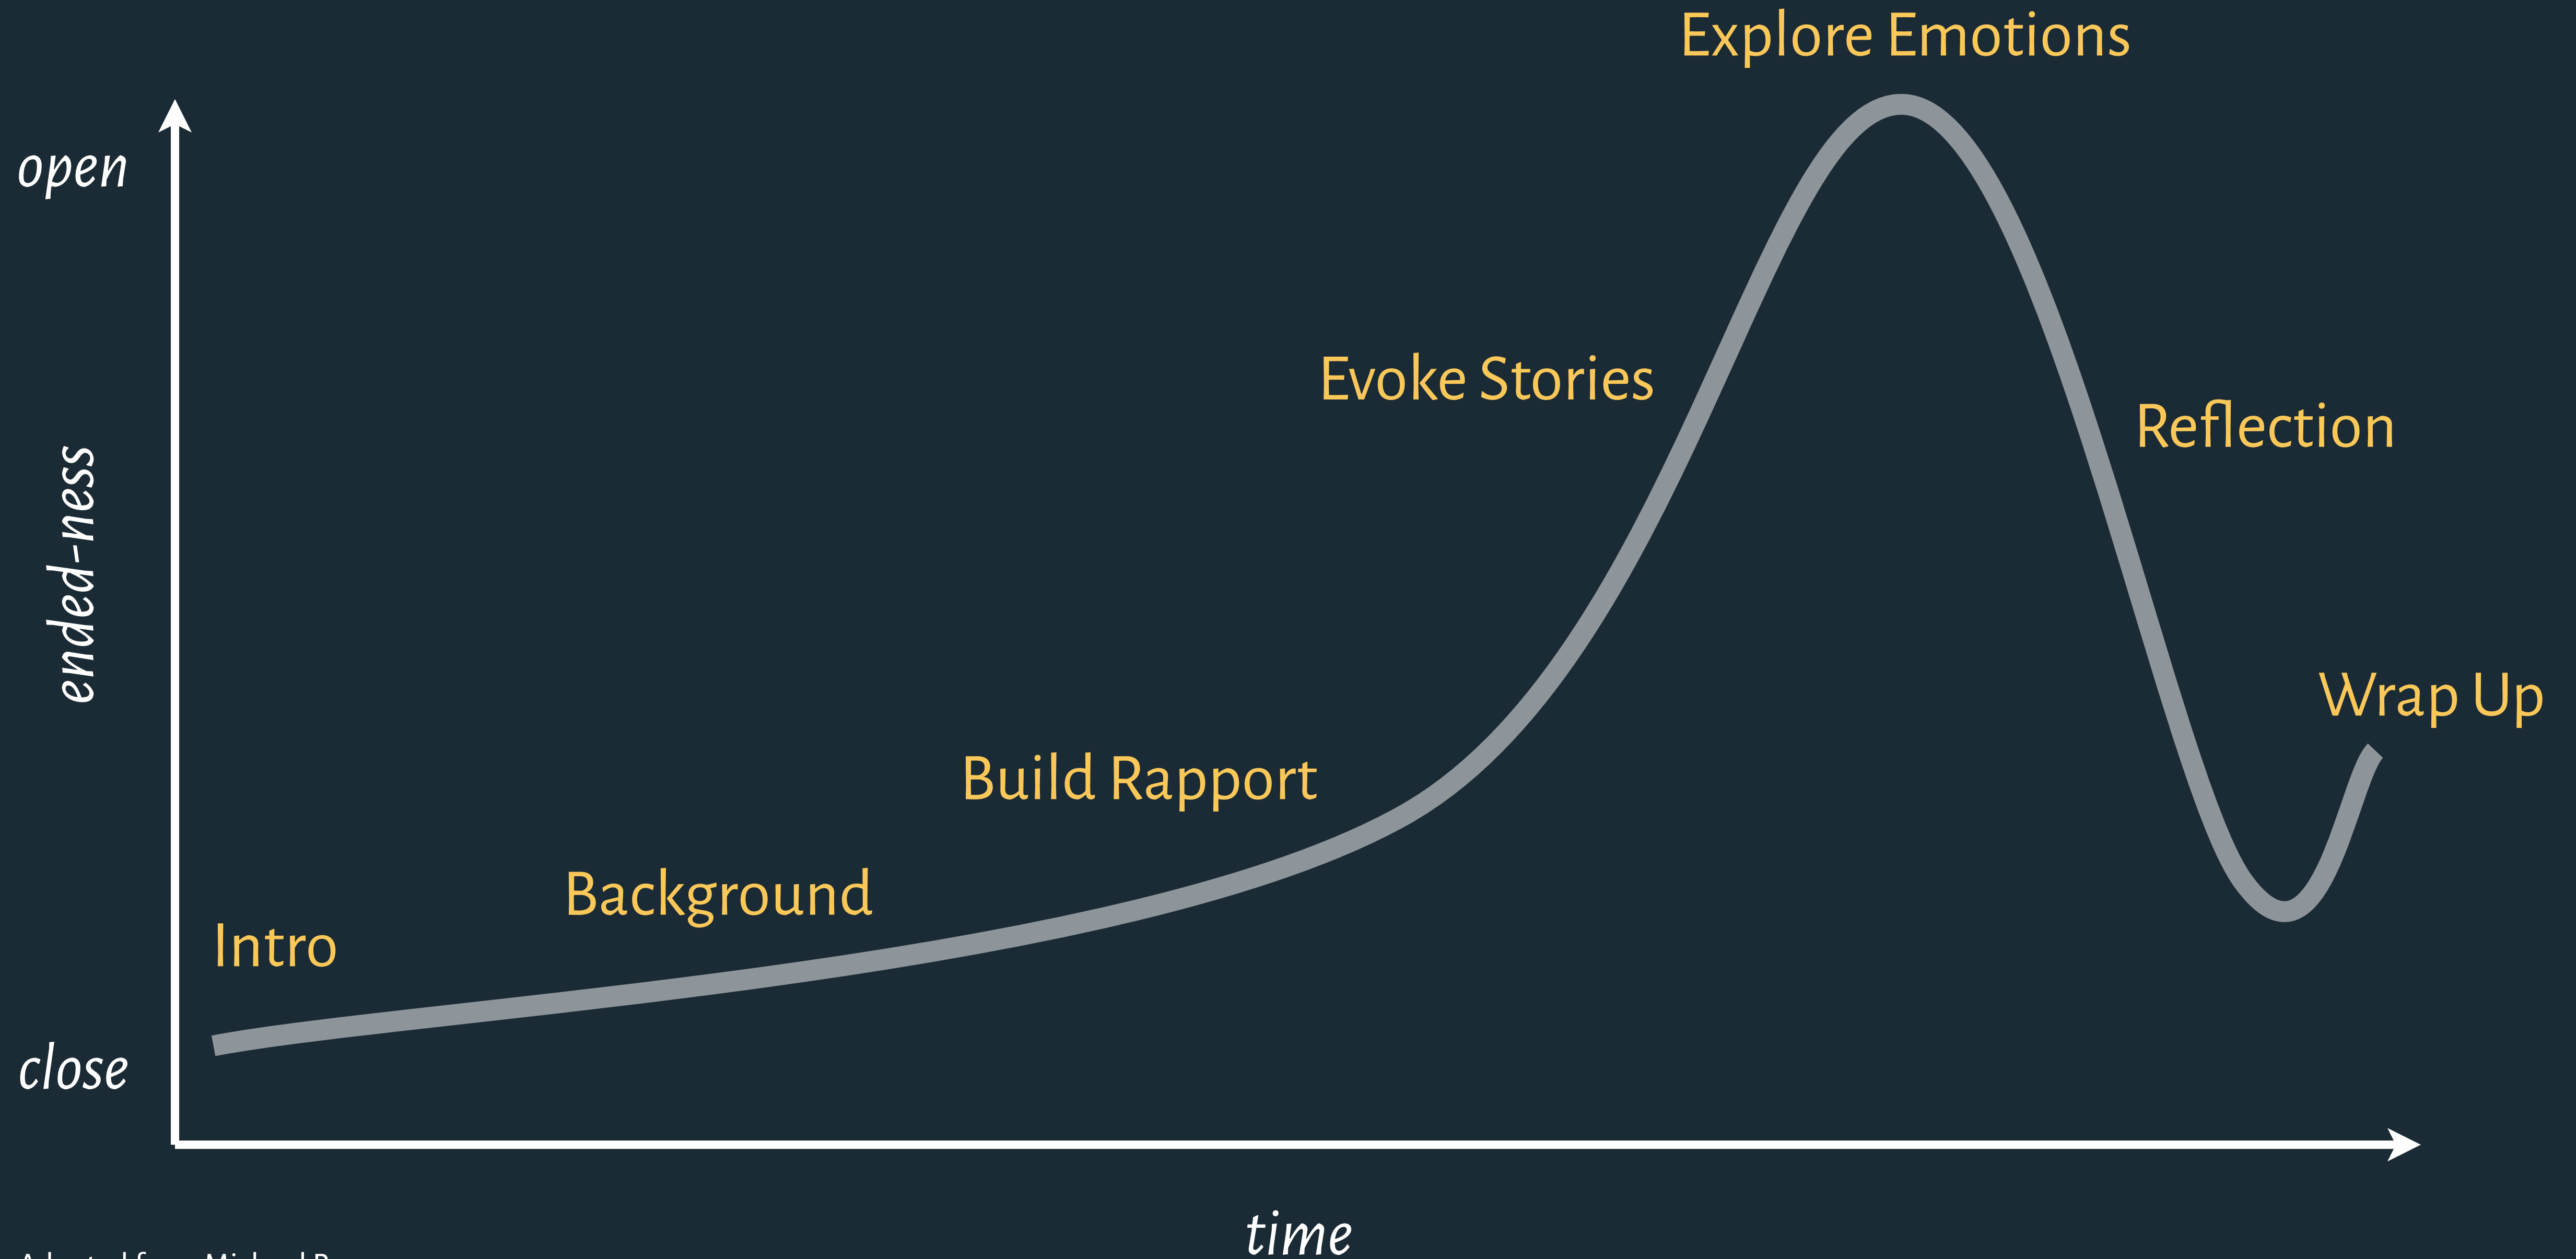 Explore Emotions
open
Evoke Stories
Reflection
ended-ness
Wrap Up
Build Rapport
Background
Intro
close
time